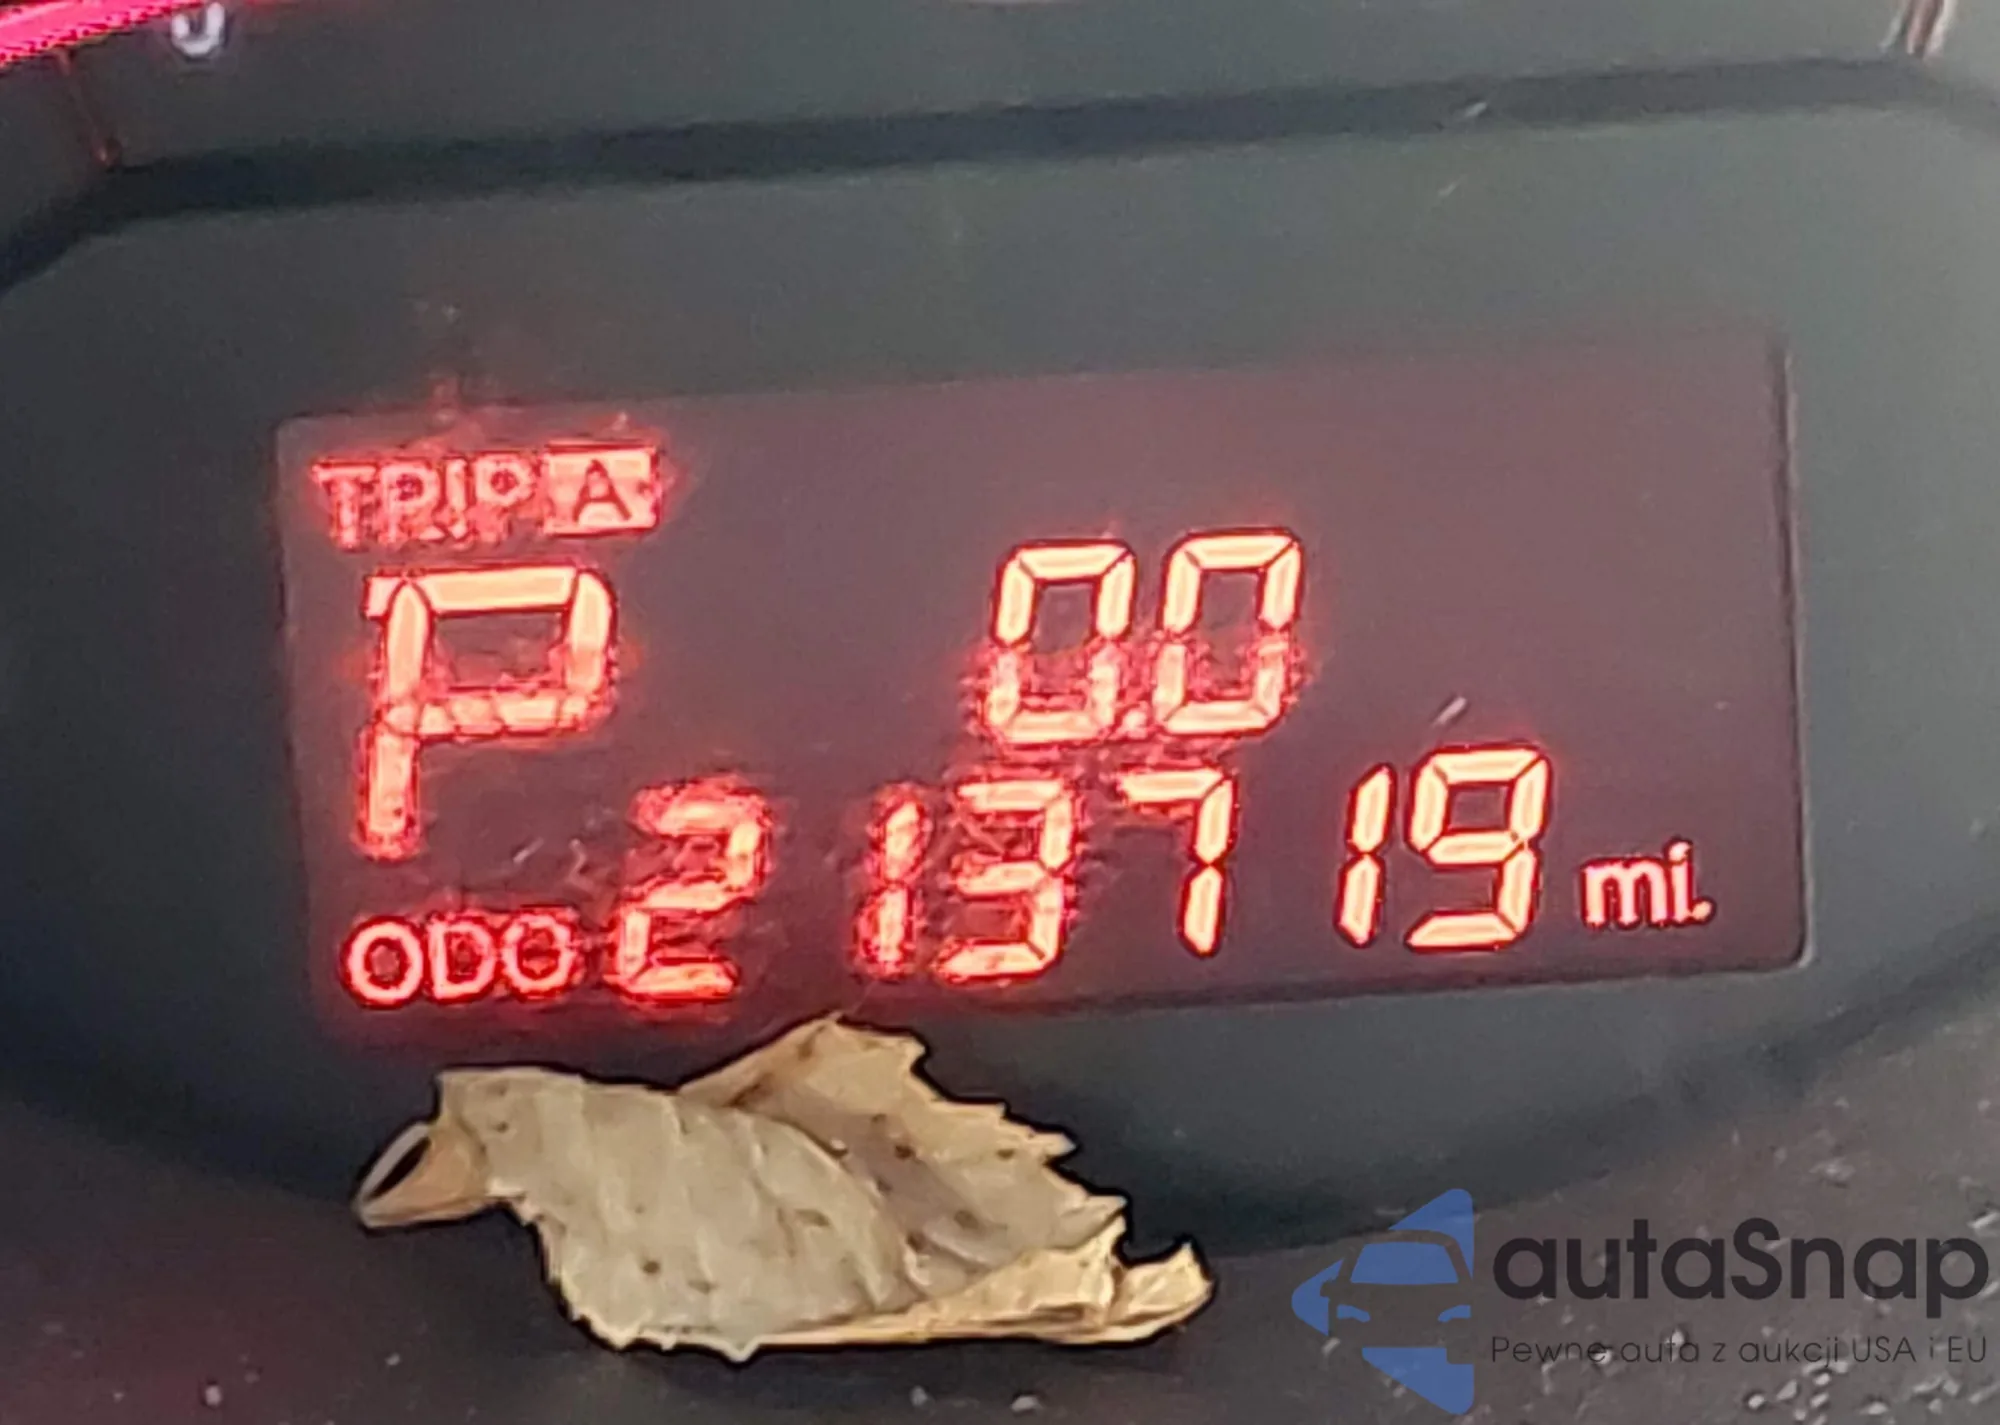 TRIP A
P 0.0
ODO 213719 mi.
autaSnap
Pewne auta z aukcji USA i EU